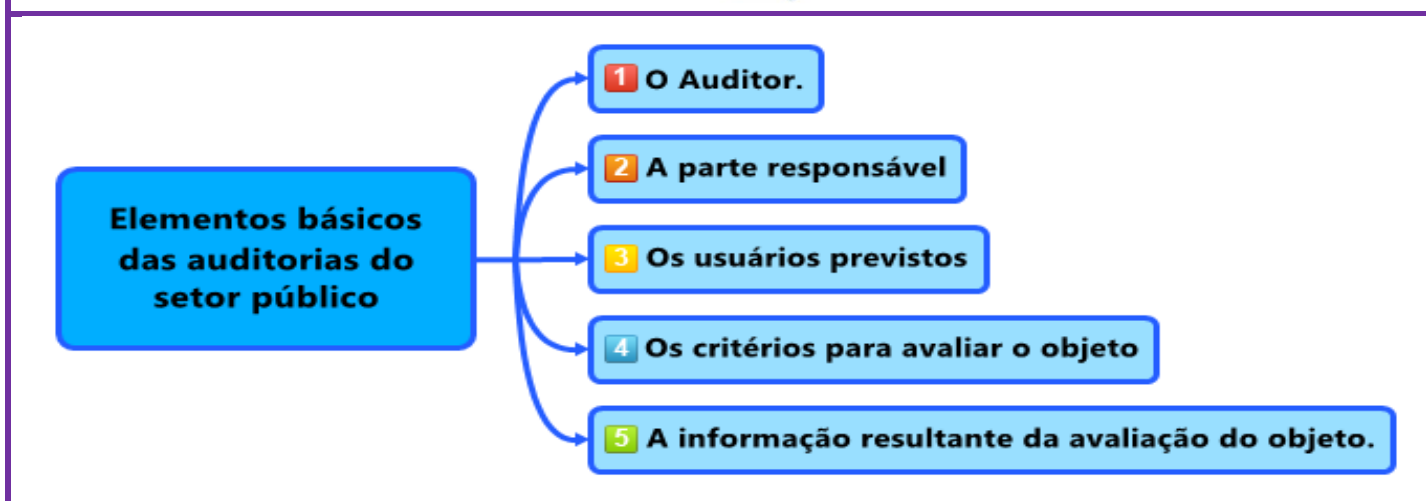 Elementos básicos
das auditorias do
setor público
1 O Auditor.
2 A parte responsável
3 Os usuários previstos
4 Os critérios para avaliar o objeto
5 A informação resultante da avaliação do objeto.